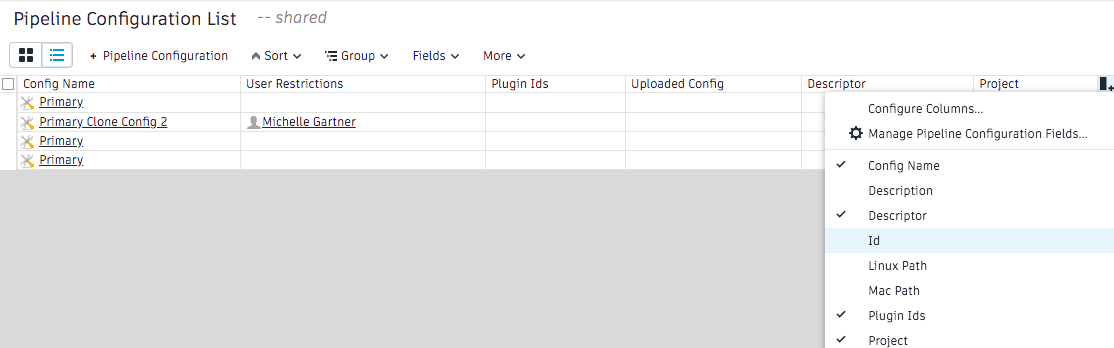 Pipeline Configuration List -- shared
+ Pipeline Configuration Sort Group Fields More
Config Name User Restrictions Plugin Ids Uploaded Config Descriptor Project
Primary
Primary Clone Config 2 Michelle Gartner
Primary
Primary
Configure Columns...
Manage Pipeline Configuration Fields...
Config Name
Description
Descriptor
Id
Linux Path
Mac Path
Plugin Ids
Project